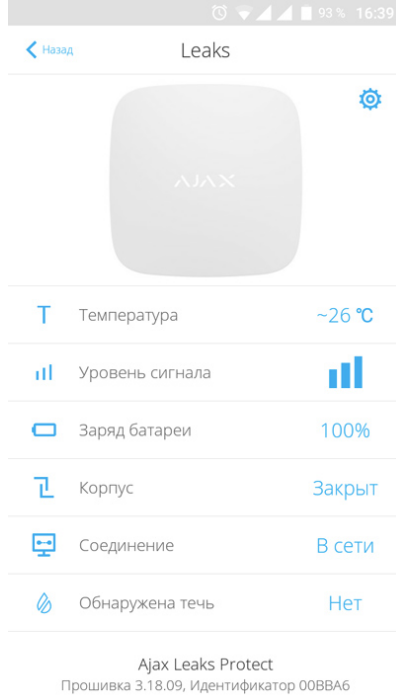 93 % 16:39
Назад Leaks
AJAX
T Температура ~26 °C
Уровень сигнала
Заряд батареи 100%
Корпус Закрыт
Соединение В сети
Обнаружена течь Нет
Ajax Leaks Protect
Прошивка 3.18.09, Идентификатор 00BBA6